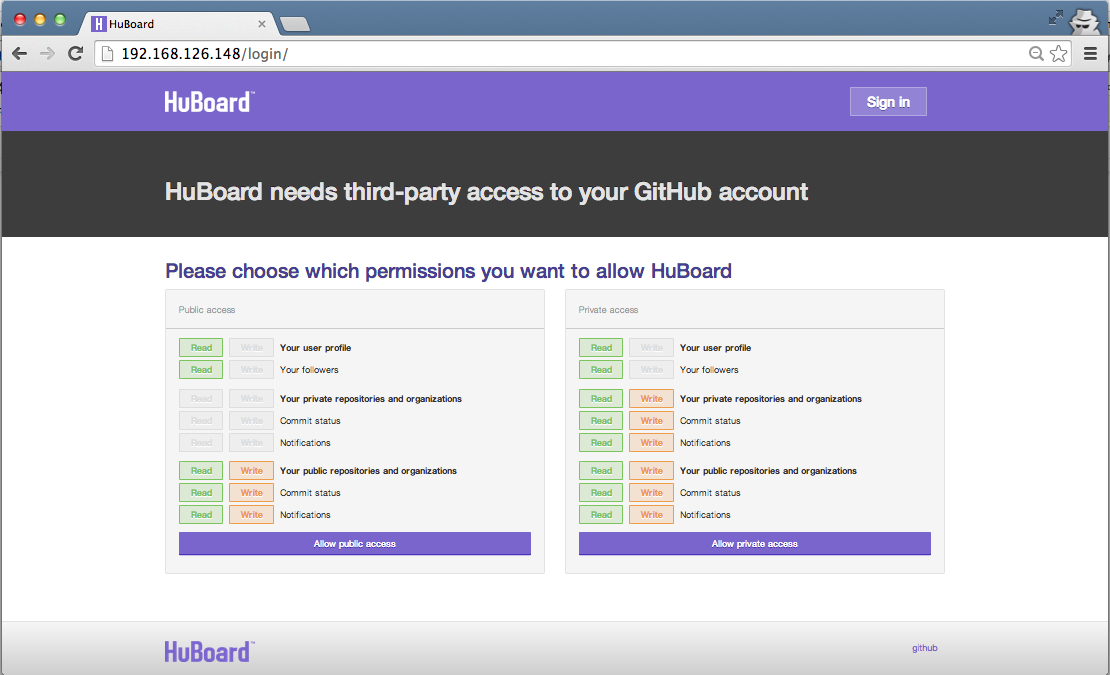 HuBoard
192.168.126.148/login/
HuBoard™
Sign in
HuBoard needs third-party access to your GitHub account
Please choose which permissions you want to allow HuBoard
Public access
Read Write Your user profile
Read Write Your followers
Read Write Your private repositories and organizations
Read Write Commit status
Read Write Notifications
Read Write Your public repositories and organizations
Read Write Commit status
Read Write Notifications
Allow public access
Private access
Read Write Your user profile
Read Write Your followers
Read Write Your private repositories and organizations
Read Write Commit status
Read Write Notifications
Read Write Your public repositories and organizations
Read Write Commit status
Read Write Notifications
Allow private access
HuBoard™
github